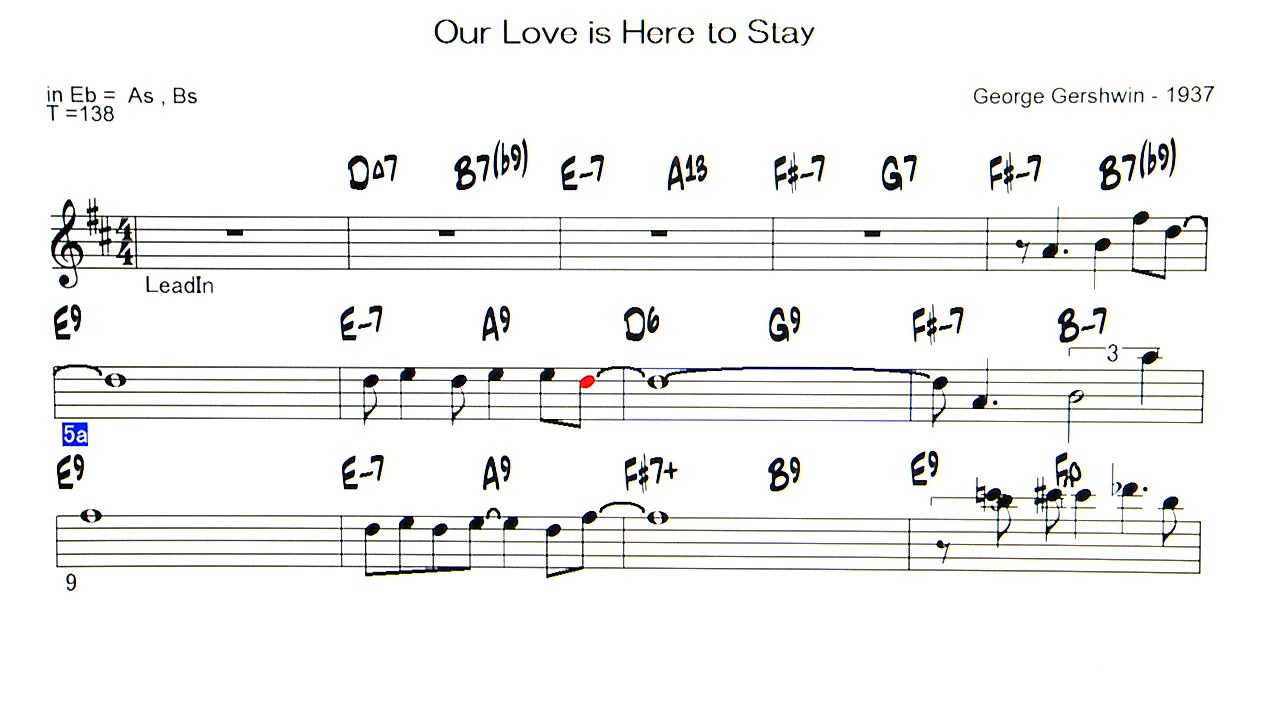 Our Love is Here to Stay
in Eb = As , Bs
T =138
George Gershwin - 1937
D∆7 B7(b9) E-7 A13 F#-7 G7 F#-7 B7(b9)
4
4
LeadIn
E9 E-7 A9 D6 G9 F#-7 B-7
3
5a
E9 E-7 A9 F#7+ B9 E9
9